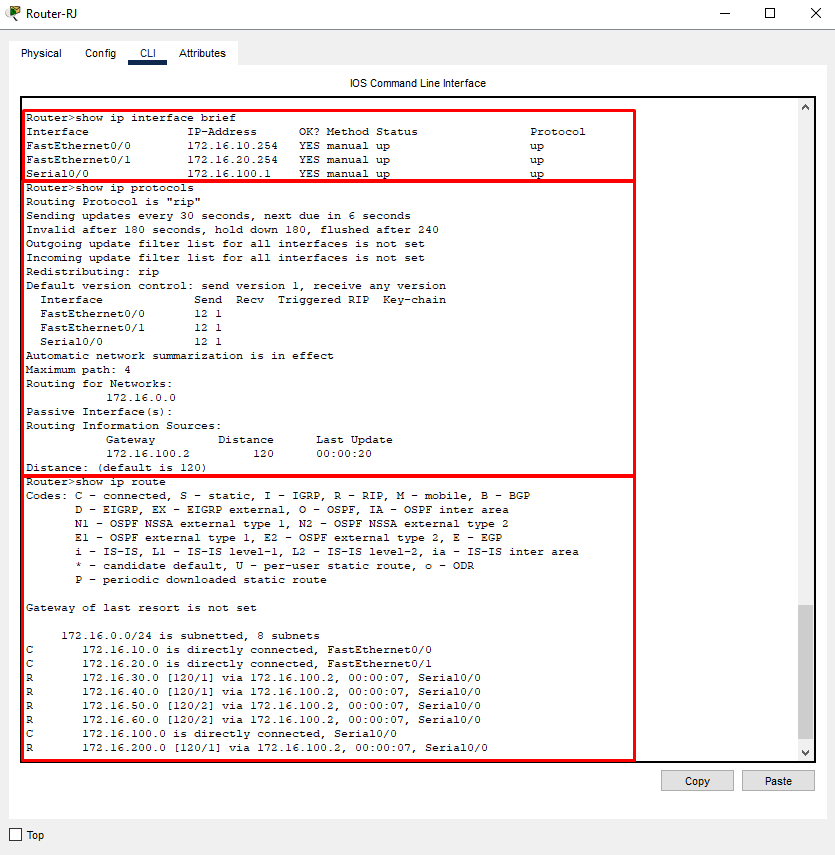 Router-RJ
Physical Config CLI Attributes
IOS Command Line Interface
Router>show ip interface brief
Interface              IP-Address      OK? Method Status                Protocol
FastEthernet0/0        172.16.10.254   YES manual up                    up
FastEthernet0/1        172.16.20.254   YES manual up                    up
Serial0/0              172.16.100.1    YES manual up                    up
Router>show ip protocols
Routing Protocol is "rip"
Sending updates every 30 seconds, next due in 6 seconds
Invalid after 180 seconds, hold down 180, flushed after 240
Outgoing update filter list for all interfaces is not set
Incoming update filter list for all interfaces is not set
Redistributing: rip
Default version control: send version 1, receive any version
  Interface             Send  Recv  Triggered RIP  Key-chain
  FastEthernet0/0       12 1
  FastEthernet0/1       12 1
  Serial0/0             12 1
Automatic network summarization is in effect
Maximum path: 4
Routing for Networks:
            172.16.0.0
Passive Interface(s):
Routing Information Sources:
            Gateway         Distance      Last Update
            172.16.100.2         120      00:00:20
Distance: (default is 120)
Router>show ip route
Codes: C - connected, S - static, I - IGRP, R - RIP, M - mobile, B - BGP
       D - EIGRP, EX - EIGRP external, O - OSPF, IA - OSPF inter area
       N1 - OSPF NSSA external type 1, N2 - OSPF NSSA external type 2
       E1 - OSPF external type 1, E2 - OSPF external type 2, E - EGP
       i - IS-IS, L1 - IS-IS level-1, L2 - IS-IS level-2, ia - IS-IS inter area
       * - candidate default, U - per-user static route, o - ODR
       P - periodic downloaded static route
Gateway of last resort is not set
     172.16.0.0/24 is subnetted, 8 subnets
C       172.16.10.0 is directly connected, FastEthernet0/0
C       172.16.20.0 is directly connected, FastEthernet0/1
R       172.16.30.0 [120/1] via 172.16.100.2, 00:00:07, Serial0/0
R       172.16.40.0 [120/1] via 172.16.100.2, 00:00:07, Serial0/0
R       172.16.50.0 [120/2] via 172.16.100.2, 00:00:07, Serial0/0
R       172.16.60.0 [120/2] via 172.16.100.2, 00:00:07, Serial0/0
C       172.16.100.0 is directly connected, Serial0/0
R       172.16.200.0 [120/1] via 172.16.100.2, 00:00:07, Serial0/0
Copy Paste
Top